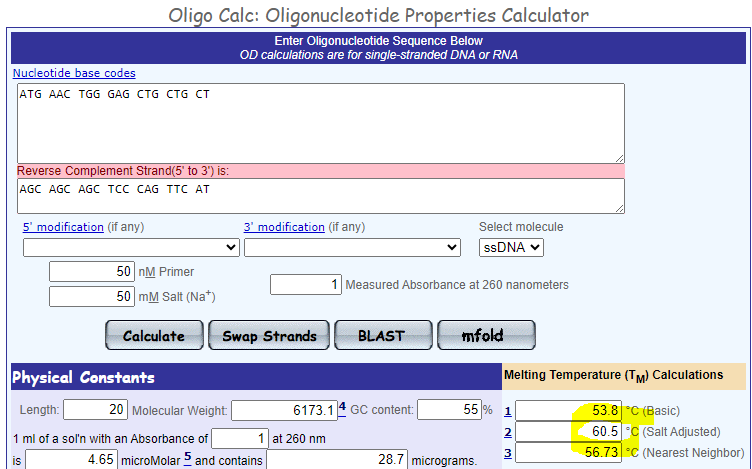 Oligo Calc: Oligonucleotide Properties Calculator
Enter Oligonucleotide Sequence Below
OD calculations are for single-stranded DNA or RNA
Nucleotide base codes
ATG AAC TGG GAG CTG CTG CT
Reverse Complement Strand(5' to 3') is:
AGC AGC AGC TCC CAG TTC AT
5' modification (if any) 3' modification (if any) Select molecule
ssDNA
50 nM Primer
1 Measured Absorbance at 260 nanometers
50 mM Salt (Na+)
Calculate Swap Strands BLAST mfold
Physical Constants
Melting Temperature (TM) Calculations
Length: 20 Molecular Weight: 6173.1 4 GC content: 55 %
1 53.8 °C (Basic)
1 ml of a sol'n with an Absorbance of 1 at 260 nm
2 60.5 °C (Salt Adjusted)
is 4.65 microMolar 5 and contains 28.7 micrograms.
3 56.73 °C (Nearest Neighbor)